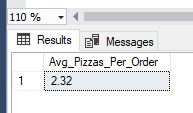 110 %
Results Messages
Avg_Pizzas_Per_Order
1 2.32